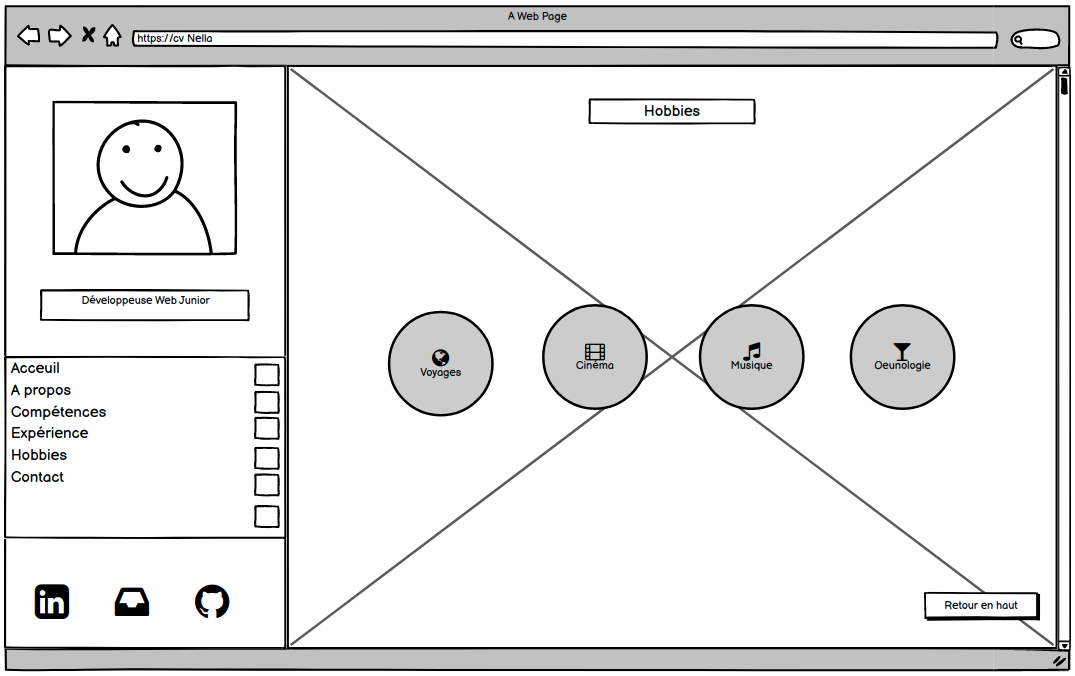 A Web Page
https://cv Nella
Hobbies
Développeuse Web Junior
Acceuil
A propos
Compétences
Expérience
Hobbies
Contact
Voyages
Cinéma
Musique
Oeunologie
in
Retour en haut